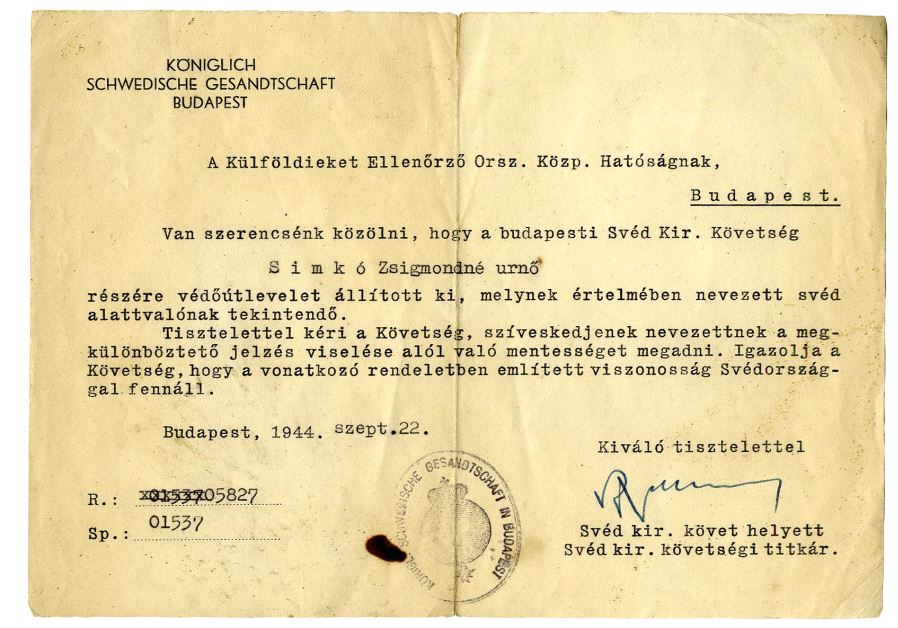 KÖNIGLICH
SCHWEDISCHE GESANDTSCHAFT
BUDAPEST
A Külföldieket Ellenőrző Orsz. Közp. Hatóságnak,
Budapest.
Van szerencsénk közölni, hogy a budapesti Svéd Kir. Követség
Simkó Zsigmondné urnő
részére védőútlevelet állított ki, melynek értelmében nevezett svéd
alattvalónak tekintendő.
Tisztelettel kéri a Követség, szíveskedjenek nevezettnek a meg-
különböztető jelzés viselése alól való mentességet megadni. Igazolja a
Követség, hogy a vonatkozó rendeletben említett viszonosság Svédország-
gal fennáll.
Budapest, 1944. szept.22.
Kiváló tisztelettel
R.: 05827
Sp.: 01537
Svéd kir. követ helyett
Svéd kir. követségi titkár.
KÖNIGL. SCHWEDISCHE GESANDTSCHAFT IN BUDAPEST